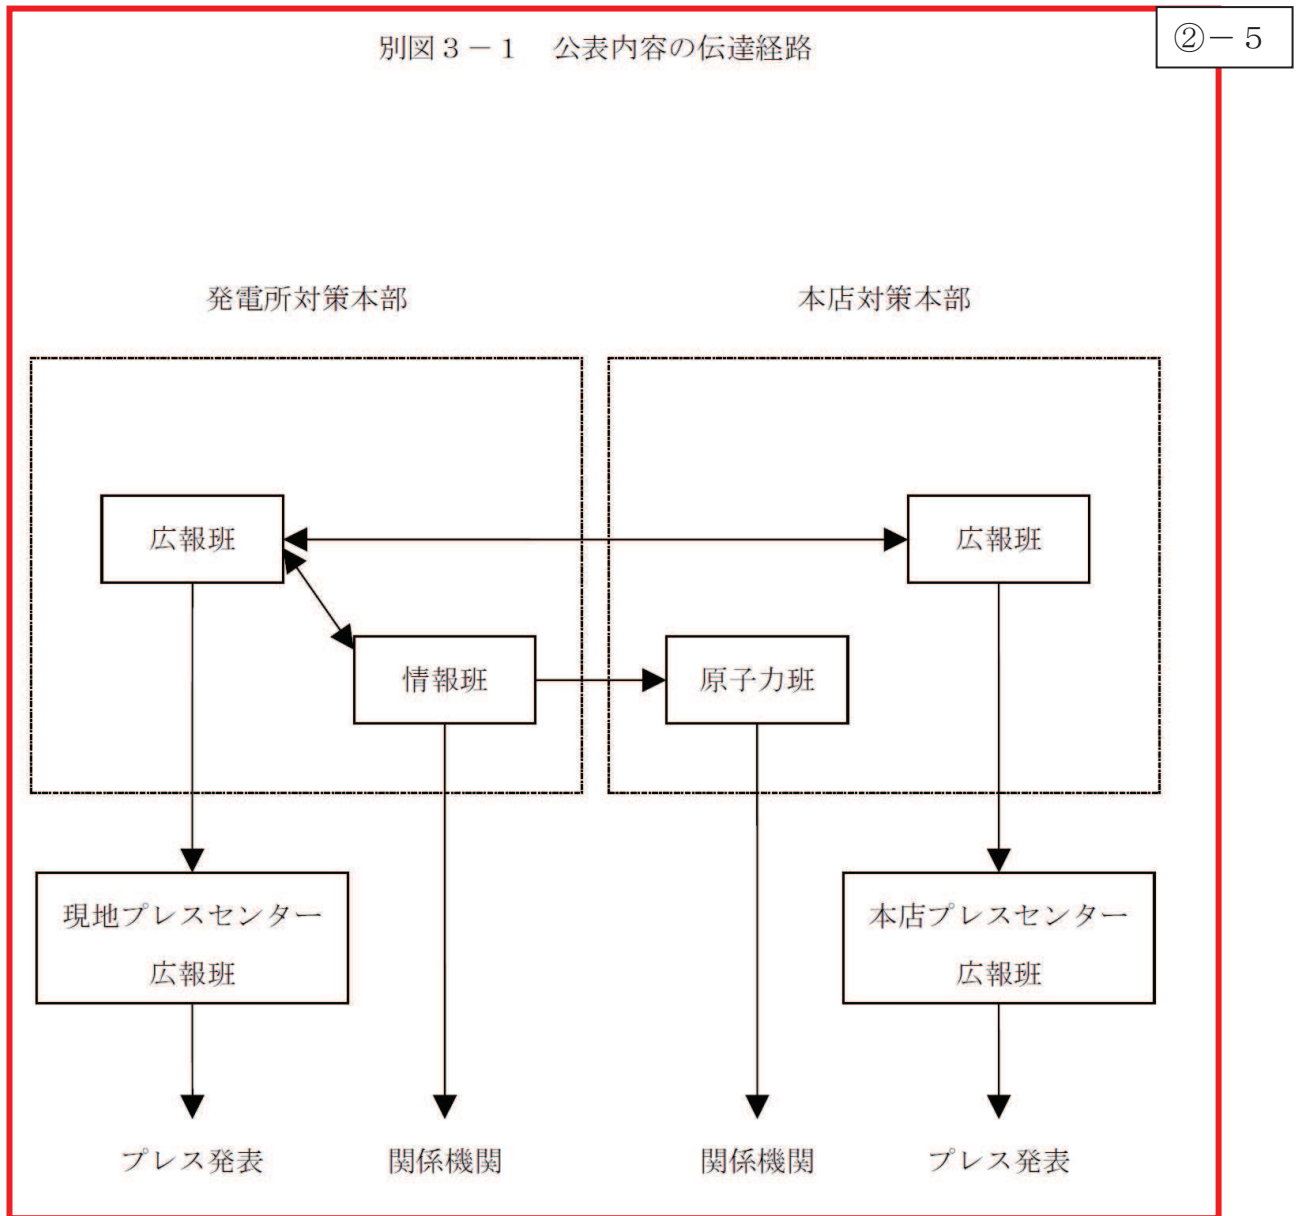 別図3－1　公表内容の伝達経路
②－5
発電所対策本部
本店対策本部
広報班
広報班
情報班
原子力班
現地プレスセンター
広報班
本店プレスセンター
広報班
プレス発表
関係機関
関係機関
プレス発表